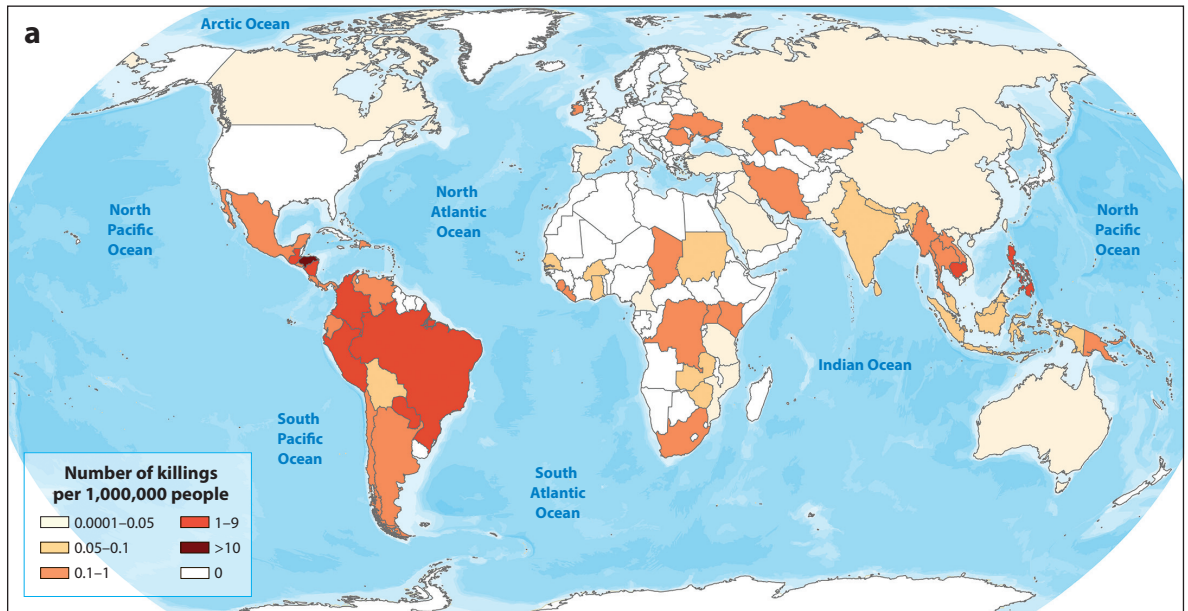 a
Arctic Ocean
North
Pacific
Ocean
North
Atlantic
Ocean
North
Pacific
Ocean
Indian Ocean
South
Pacific
Ocean
South
Atlantic
Ocean
Number of killings
per 1,000,000 people
0.0001–0.05
0.05–0.1
0.1–1
1–9
>10
0